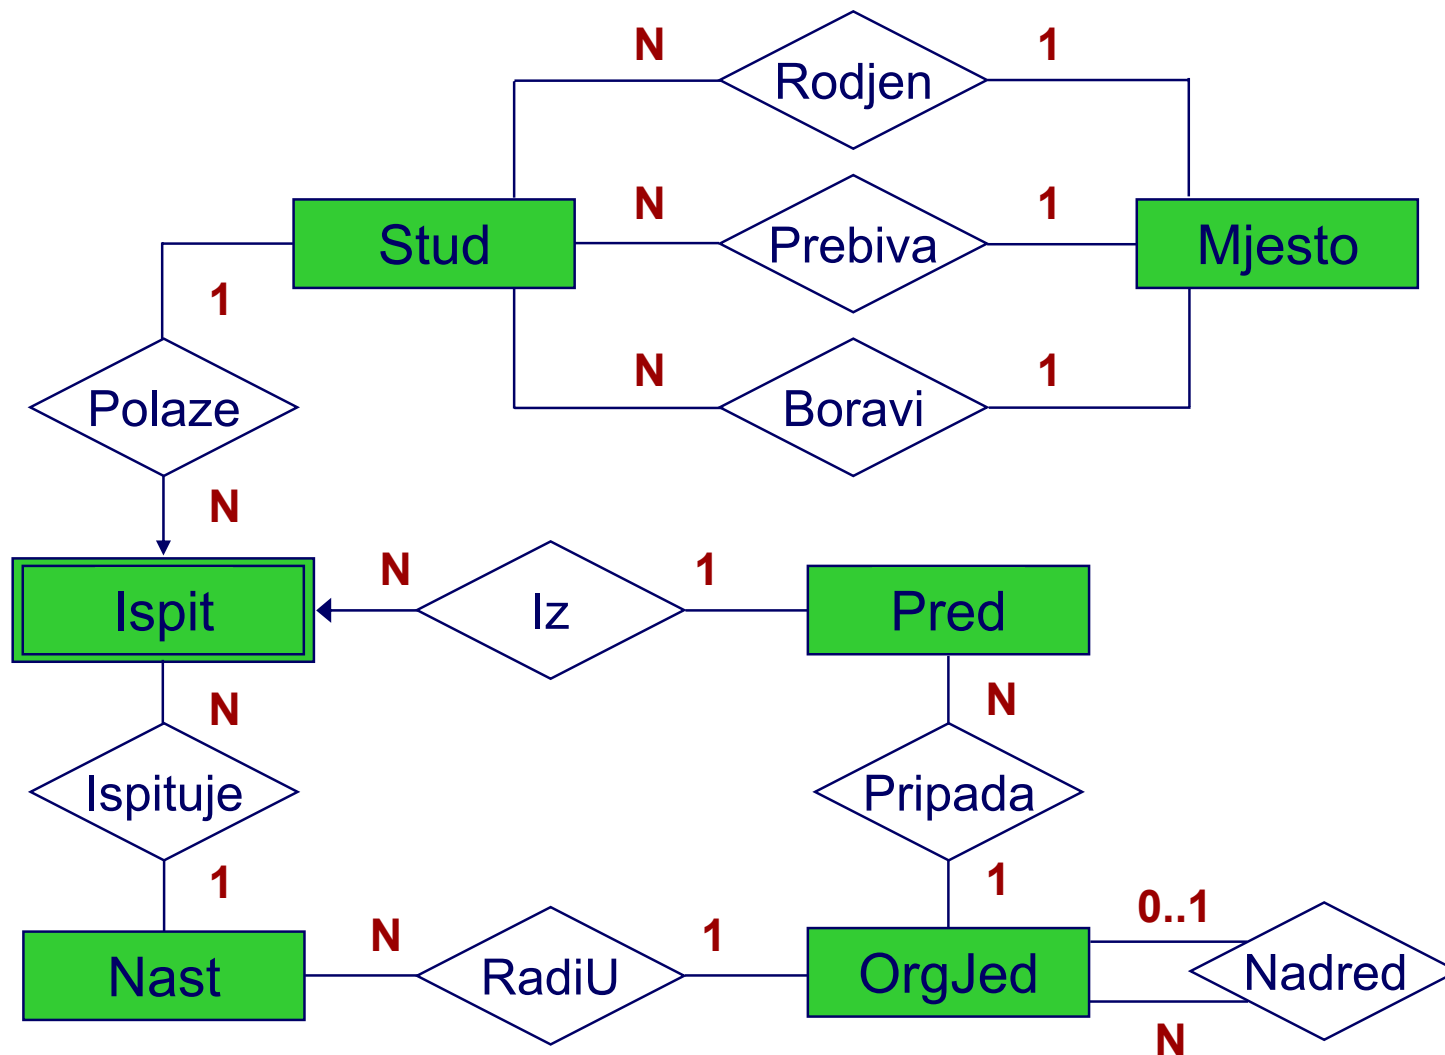 N
1
Rodjen
N
1
Stud
Prebiva
Mjesto
1
N
1
Polaze
Boravi
N
N
1
Ispit
Iz
Pred
N
N
Ispituje
Pripada
1
1
0..1
N
1
Nast
RadiU
OrgJed
Nadred
N